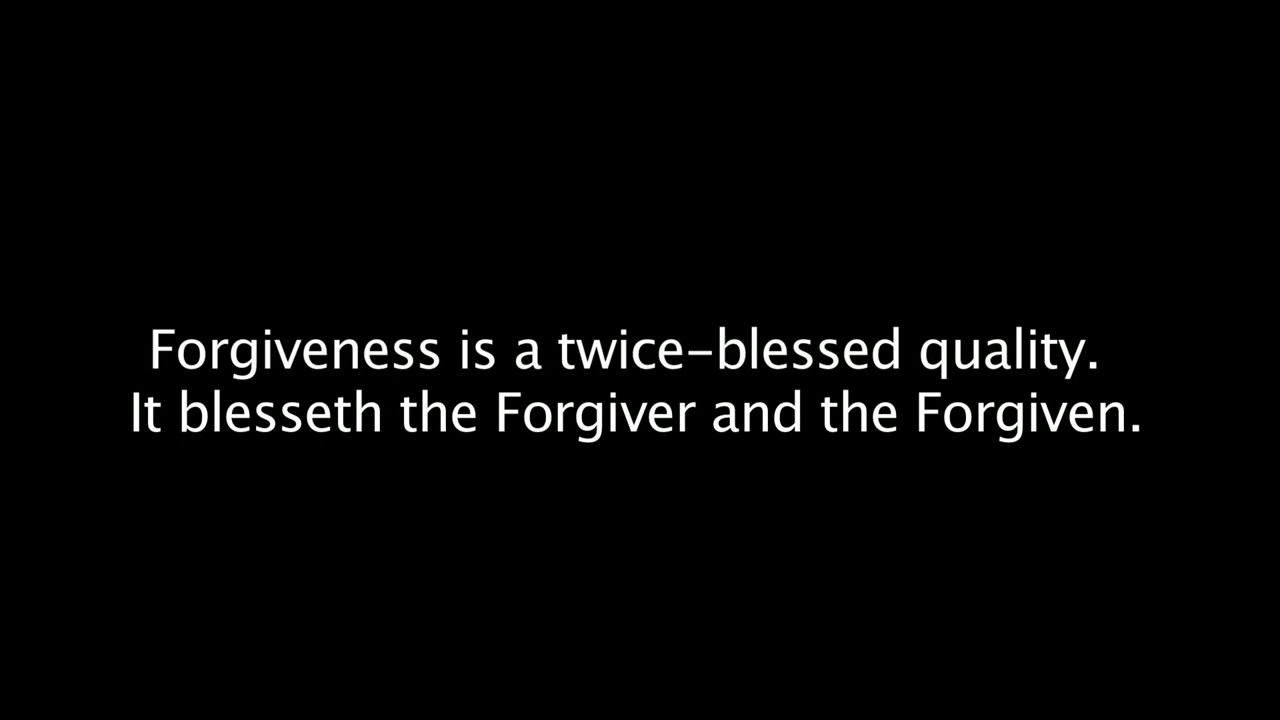 Forgiveness is a twice-blessed quality.
It blesseth the Forgiver and the Forgiven.